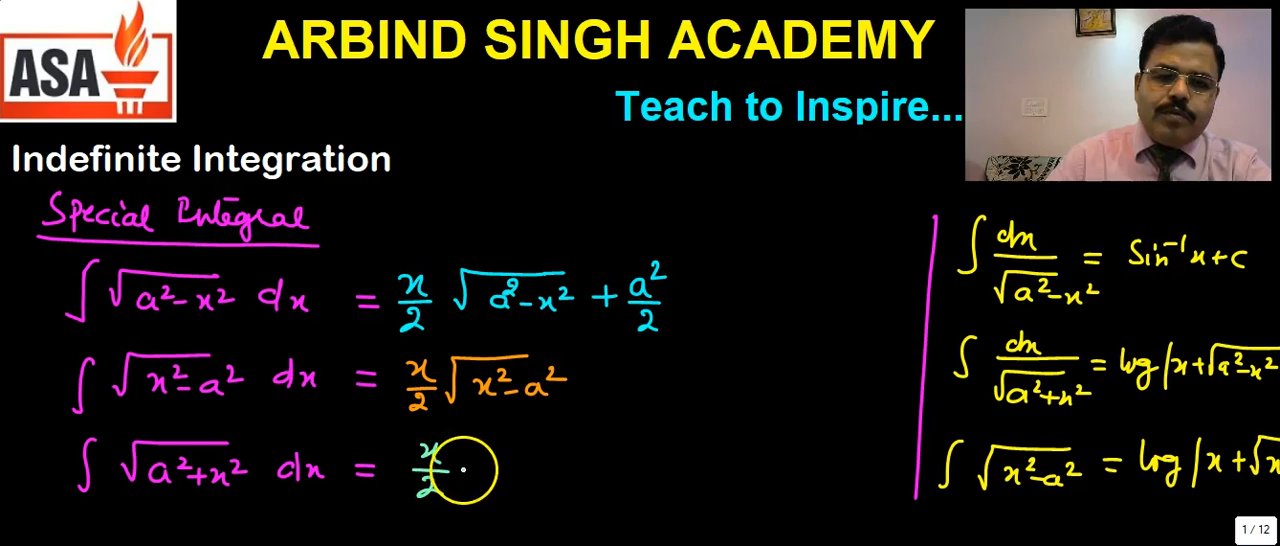 ASA
ARBIND SINGH ACADEMY
Teach to Inspire...
Indefinite Integration
Special Integral
∫ √(a²-x²) dx = x/2 √(a²-x²) + a²/2
∫ √(x²-a²) dx = x/2 √(x²-a²)
∫ √(a²+x²) dx = x/2
∫ dx/√(a²-x²) = Sin⁻¹x+c
∫ dx/√(a²+x²) = log|x+√(a²-x²)
∫ √(x²-a²) = log|x+√x
1 / 12